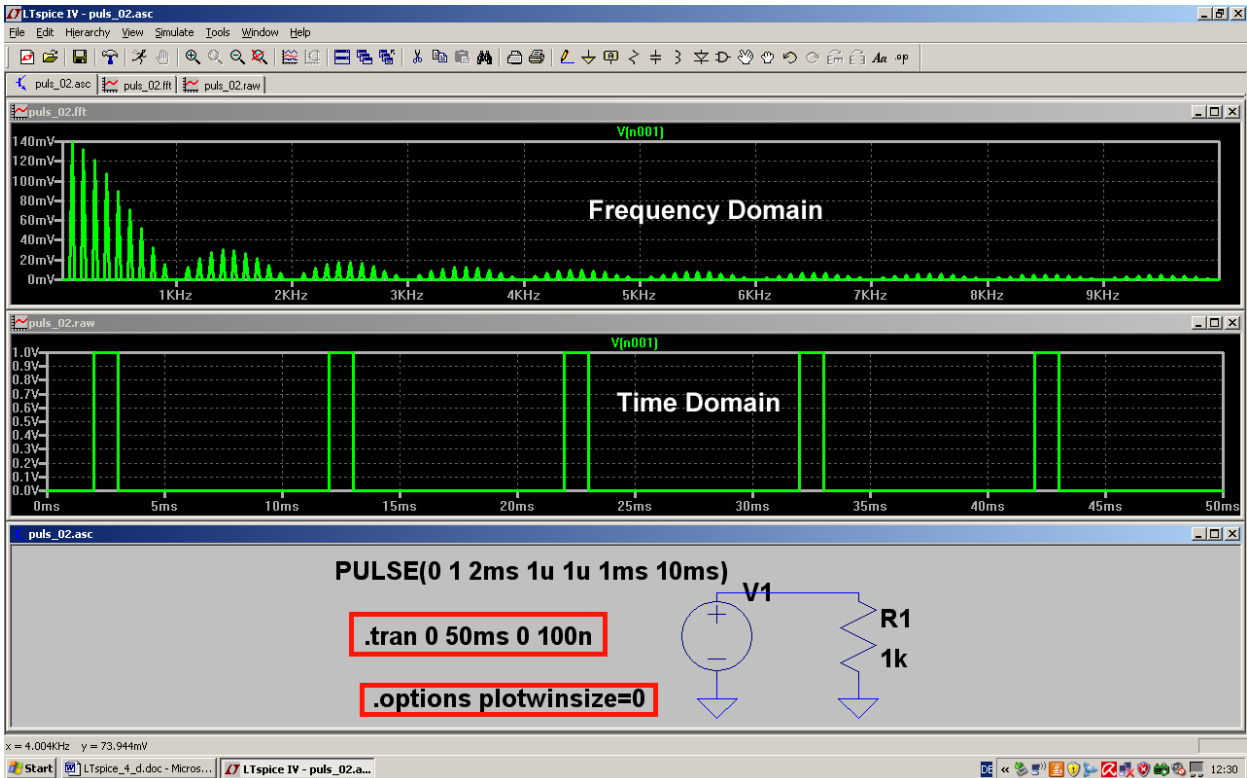 LTspice IV - puls_02.asc
File Edit Hierarchy View Simulate Tools Window Help
Aa .op
puls_02.asc puls_02.fft puls_02.raw
puls_02.fft
V(n001)
140mV
120mV
100mV
80mV
60mV
40mV
20mV
0mV
Frequency Domain
1KHz 2KHz 3KHz 4KHz 5KHz 6KHz 7KHz 8KHz 9KHz
puls_02.raw
V(n001)
1.0V
0.9V
0.8V
0.7V
0.6V
0.5V
0.4V
0.3V
0.2V
0.1V
0.0V
Time Domain
0ms 5ms 10ms 15ms 20ms 25ms 30ms 35ms 40ms 45ms 50ms
puls_02.asc
PULSE(0 1 2ms 1u 1u 1ms 10ms)
V1
.tran 0 50ms 0 100n
R1
1k
.options plotwinsize=0
x = 4.004KHz y = 73.944mV
Start LTspice_4_d.doc - Micros... LTspice IV - puls_02.a... DE « 12:30